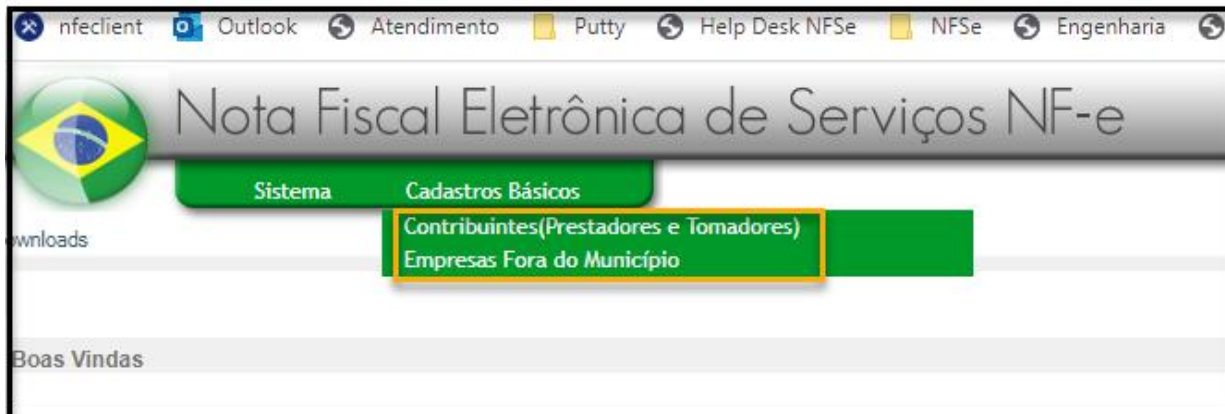 nfeclient Outlook Atendimento Putty Help Desk NFSe NFSe Engenharia
Nota Fiscal Eletrônica de Serviços NF-e
Sistema Cadastros Básicos
Contribuintes(Prestadores e Tomadores)
ownloads
Empresas Fora do Município
Boas Vindas